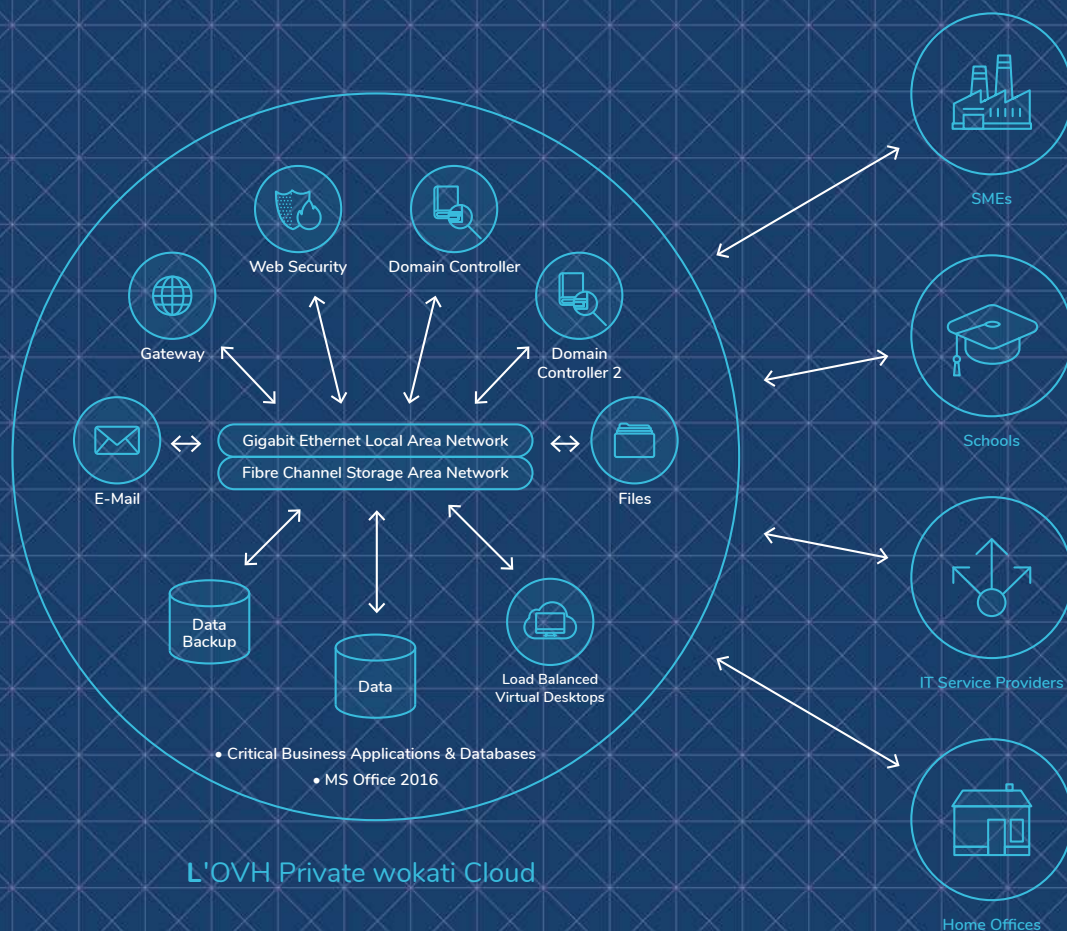 SMEs
Web Security
Domain Controller
Gateway
Domain
Controller 2
Gigabit Ethernet Local Area Network
Fibre Channel Storage Area Network
Schools
E-Mail
Files
Data
Backup
Data
Load Balanced
Virtual Desktops
IT Service Providers
• Critical Business Applications & Databases
• MS Office 2016
L'OVH Private wokati Cloud
Home Offices